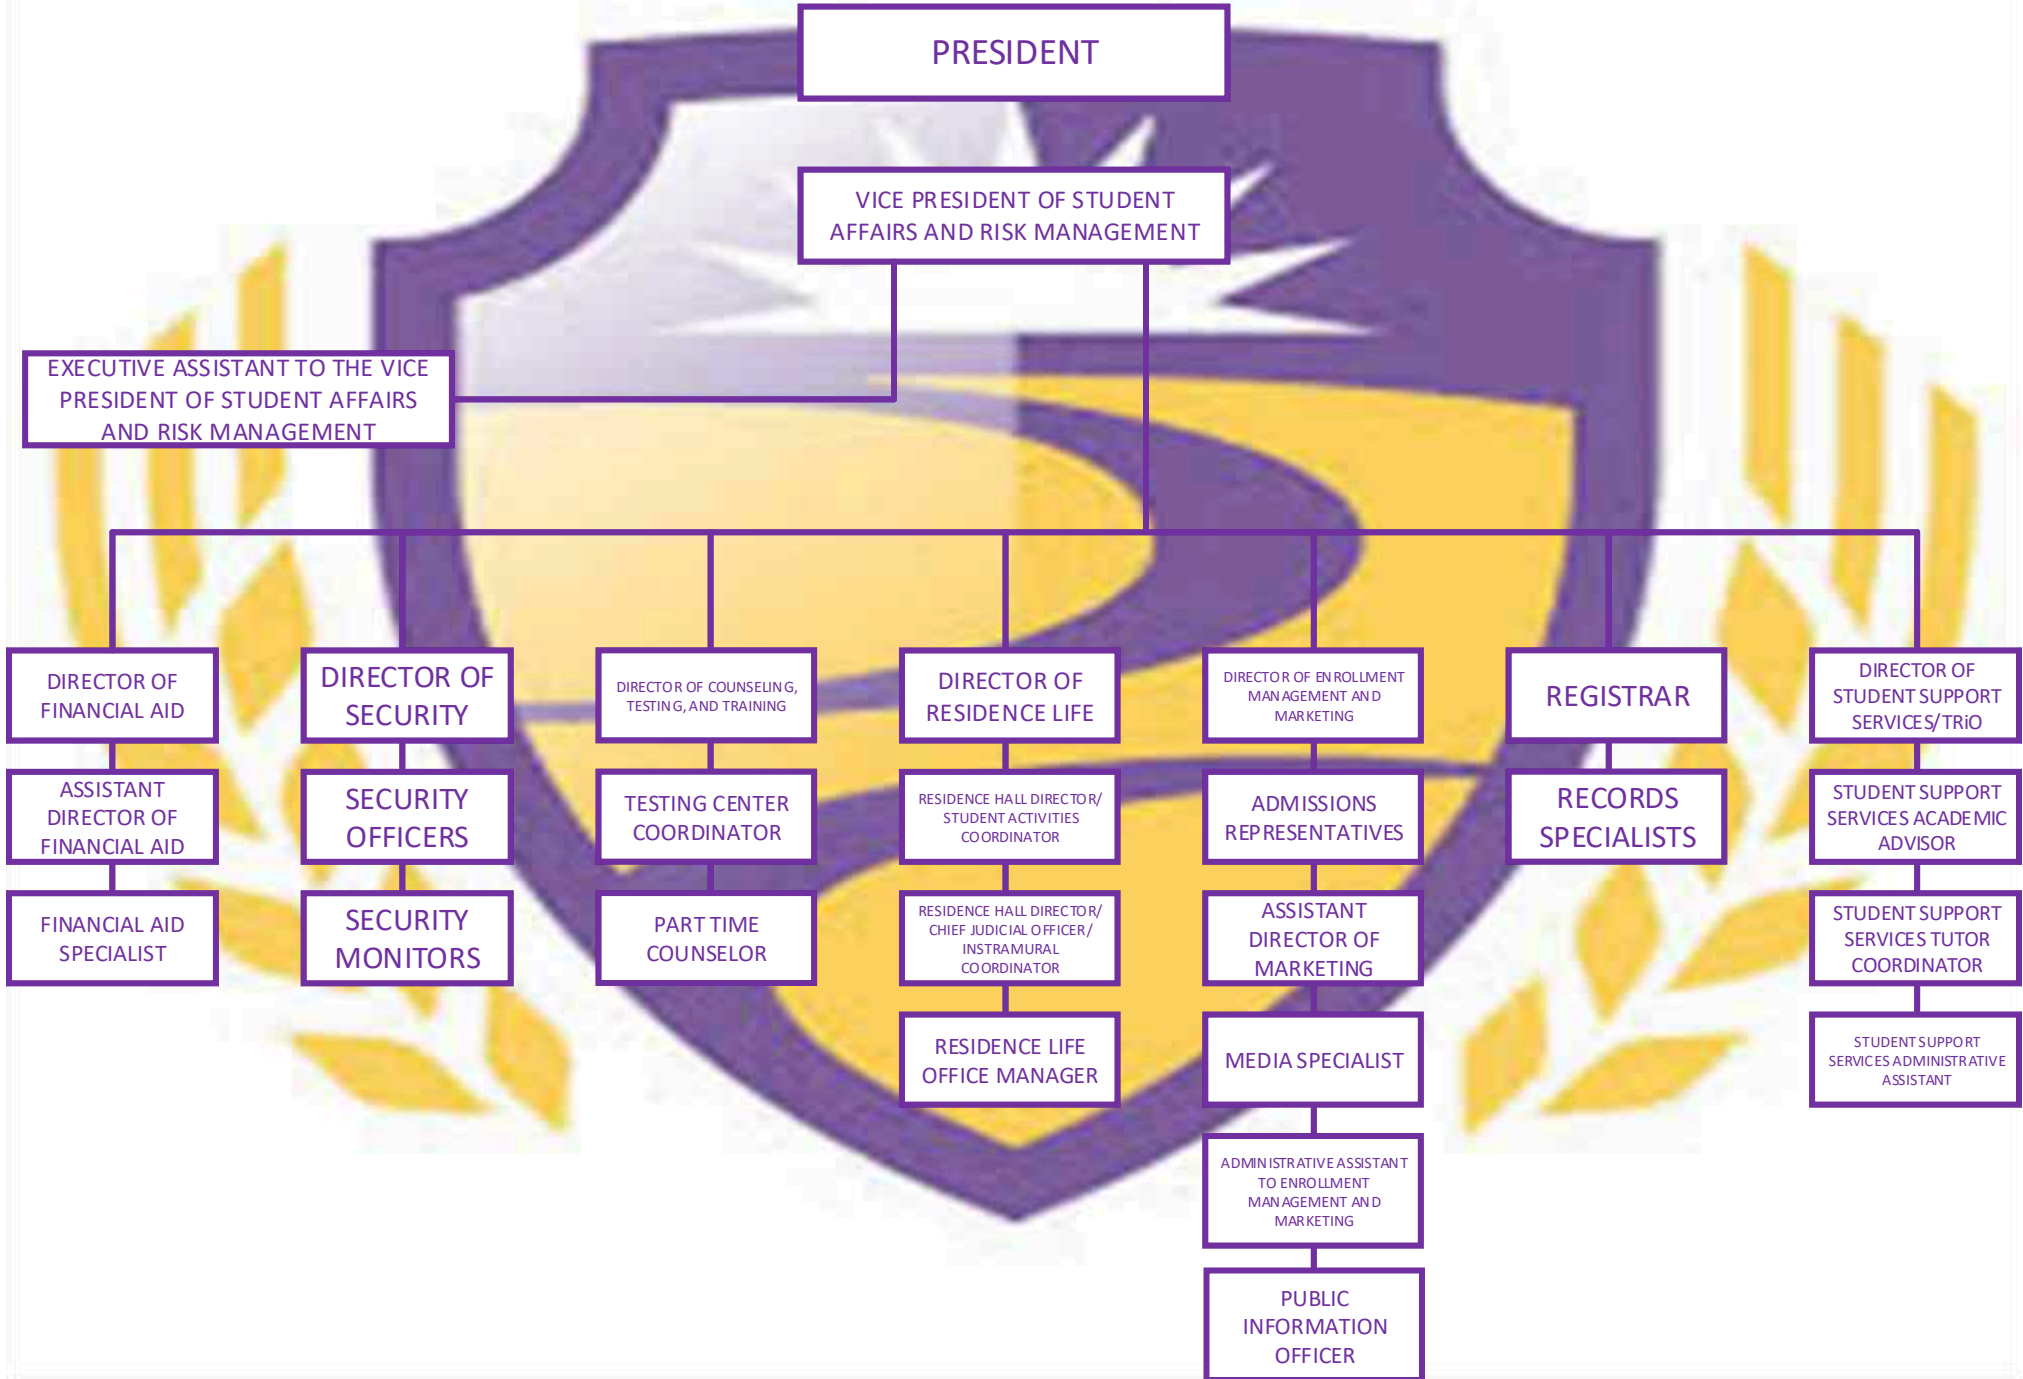 PRESIDENT
VICE PRESIDENT OF STUDENT
AFFAIRS AND RISK MANAGEMENT
EXECUTIVE ASSISTANT TO THE VICE
PRESIDENT OF STUDENT AFFAIRS
AND RISK MANAGEMENT
DIRECTOR OF
FINANCIAL AID
ASSISTANT
DIRECTOR OF
FINANCIAL AID
FINANCIAL AID
SPECIALIST
DIRECTOR OF
SECURITY
SECURITY
OFFICERS
SECURITY
MONITORS
DIRECTOR OF COUNSELING,
TESTING, AND TRAINING
TESTING CENTER
COORDINATOR
PART TIME
COUNSELOR
DIRECTOR OF
RESIDENCE LIFE
RESIDENCE HALL DIRECTOR/
STUDENT ACTIVITIES
COORDINATOR
RESIDENCE HALL DIRECTOR/
CHIEF JUDICIAL OFFICER/
INSTRAMURAL
COORDINATOR
RESIDENCE LIFE
OFFICE MANAGER
DIRECTOR OF ENROLLMENT
MANAGEMENT AND
MARKETING
ADMISSIONS
REPRESENTATIVES
ASSISTANT
DIRECTOR OF
MARKETING
MEDIA SPECIALIST
ADMINISTRATIVE ASSISTANT
TO ENROLLMENT
MANAGEMENT AND
MARKETING
PUBLIC
INFORMATION
OFFICER
REGISTRAR
RECORDS
SPECIALISTS
DIRECTOR OF
STUDENT SUPPORT
SERVICES/TRiO
STUDENT SUPPORT
SERVICES ACADEMIC
ADVISOR
STUDENT SUPPORT
SERVICES TUTOR
COORDINATOR
STUDENT SUPPORT
SERVICES ADMINISTRATIVE
ASSISTANT